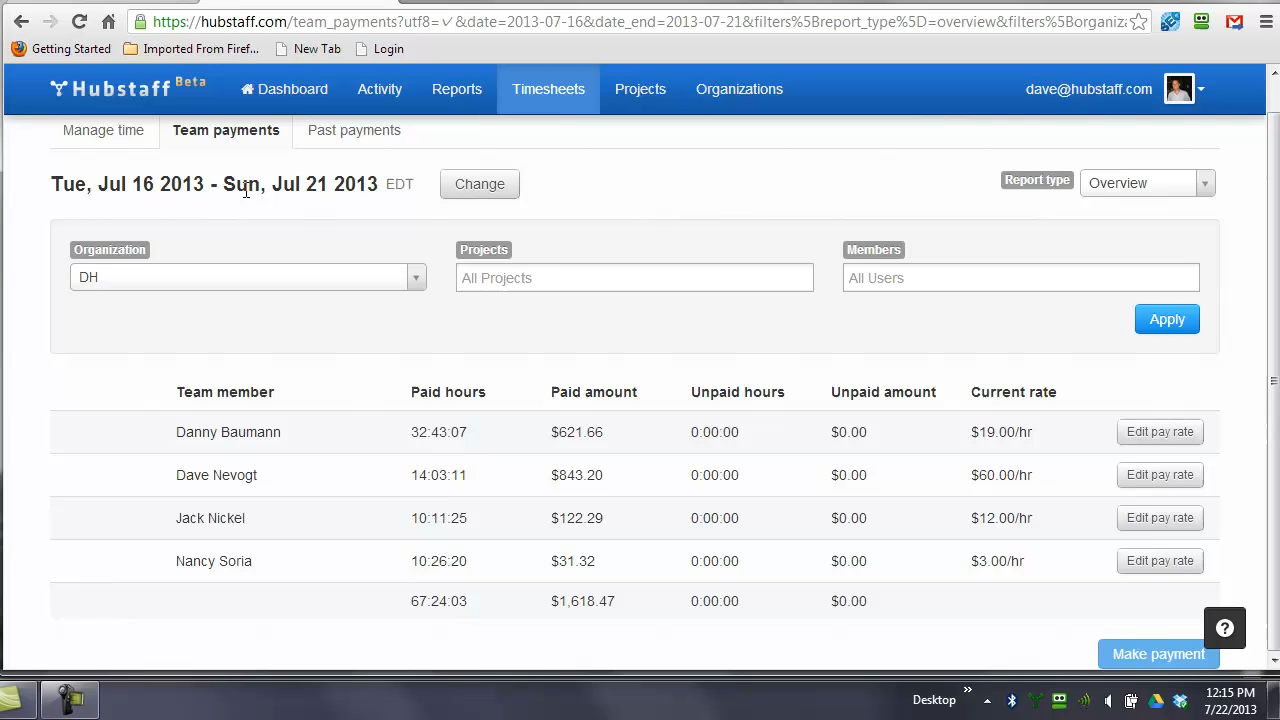 https://hubstaff.com/team_payments?utf8=✓&date=2013-07-16&date_end=2013-07-21&filters%5Breport_type%5D=overview&filters%5Borganiza
Getting Started Imported From Firef... New Tab Login
Hubstaff Beta Dashboard Activity Reports Timesheets Projects Organizations dave@hubstaff.com
Manage time Team payments Past payments
Tue, Jul 16 2013 - Sun, Jul 21 2013 EDT Change Report type Overview
Organization Projects Members
DH All Projects All Users
Apply
Team member Paid hours Paid amount Unpaid hours Unpaid amount Current rate
Danny Baumann 32:43:07 $621.66 0:00:00 $0.00 $19.00/hr Edit pay rate
Dave Nevogt 14:03:11 $843.20 0:00:00 $0.00 $60.00/hr Edit pay rate
Jack Nickel 10:11:25 $122.29 0:00:00 $0.00 $12.00/hr Edit pay rate
Nancy Soria 10:26:20 $31.32 0:00:00 $0.00 $3.00/hr Edit pay rate
67:24:03 $1,618.47 0:00:00 $0.00
?
Make payment
Desktop » 12:15 PM
7/22/2013